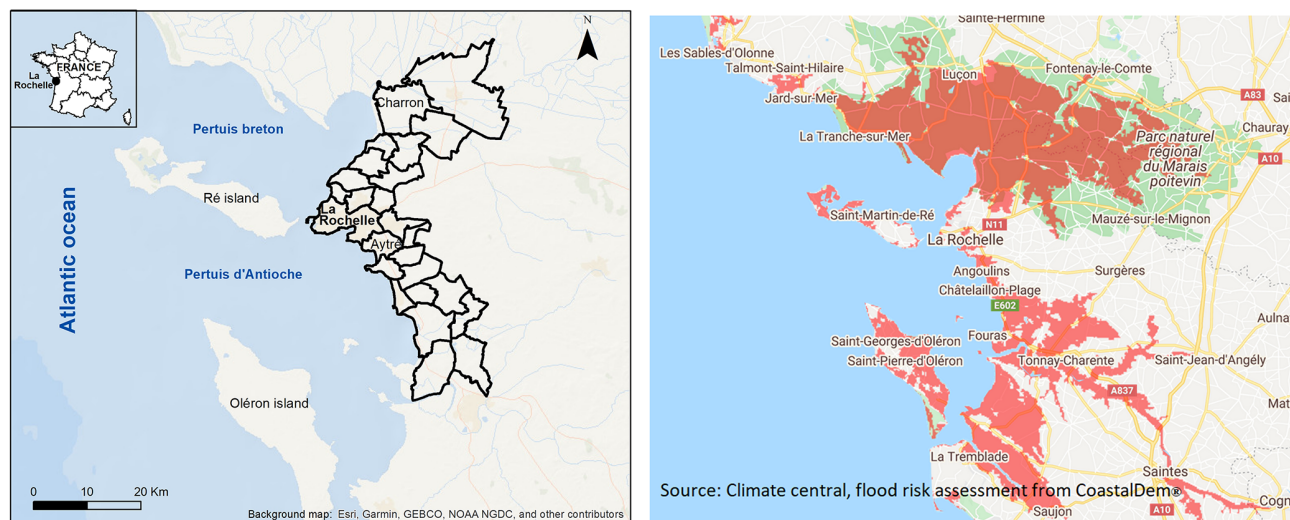 N
FRANCE
La
Rochelle
Charron
Pertuis breton
Ré island
La
Rochelle
Aytré
Atlantic ocean
Pertuis d'Antioche
Oléron island
0 10 20 Km
Background map: Esri, Garmin, GEBCO, NOAA NGDC, and other contributors
Sainte-Hermine
Les Sables-d'Olonne
Talmont-Saint-Hilaire
Luçon
Fontenay-le-Comte
Jard-sur-Mer
A83
Sai
La Tranche-sur-Mer
Chauray
Parc naturel
régional
du Marais
poitevin
A10
Saint-Martin-de-Ré
Mauzé-sur-le-Mignon
N11
La Rochelle
Angoulins
Surgères
Châtelaillon-Plage
E602
Aulna
Fouras
Saint-Georges-d'Oléron
Saint-Pierre-d'Oléron
Tonnay-Charente
Saint-Jean-d'Angély
A837
Mat
La Tremblade
Saintes
Source: Climate central, flood risk assessment from CoastalDem®
Cogn
Saujon
A10